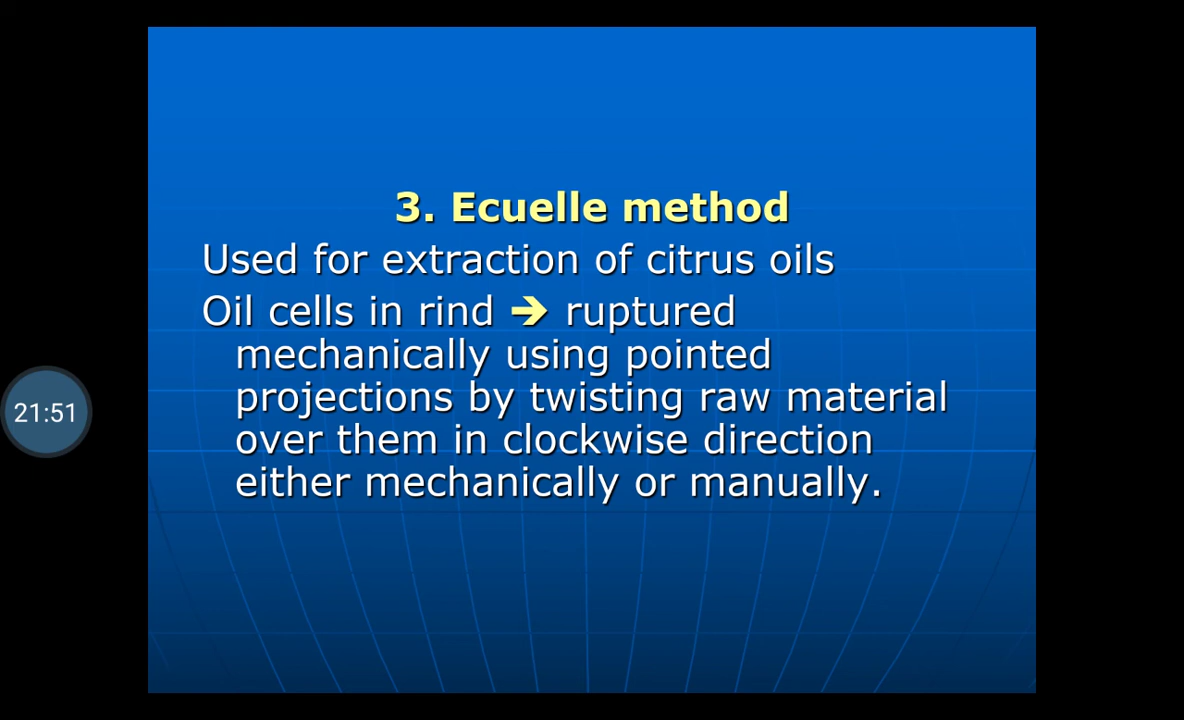 3. Ecuelle method
Used for extraction of citrus oils
Oil cells in rind ➔ ruptured
mechanically using pointed
projections by twisting raw material
over them in clockwise direction
either mechanically or manually.
21:51